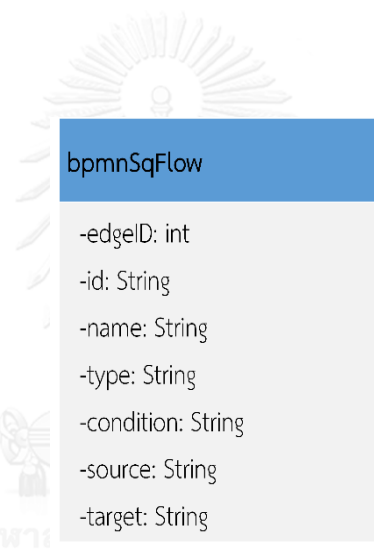 bpmnSqFlow
-edgeID: int
-id: String
-name: String
-type: String
-condition: String
-source: String
-target: String